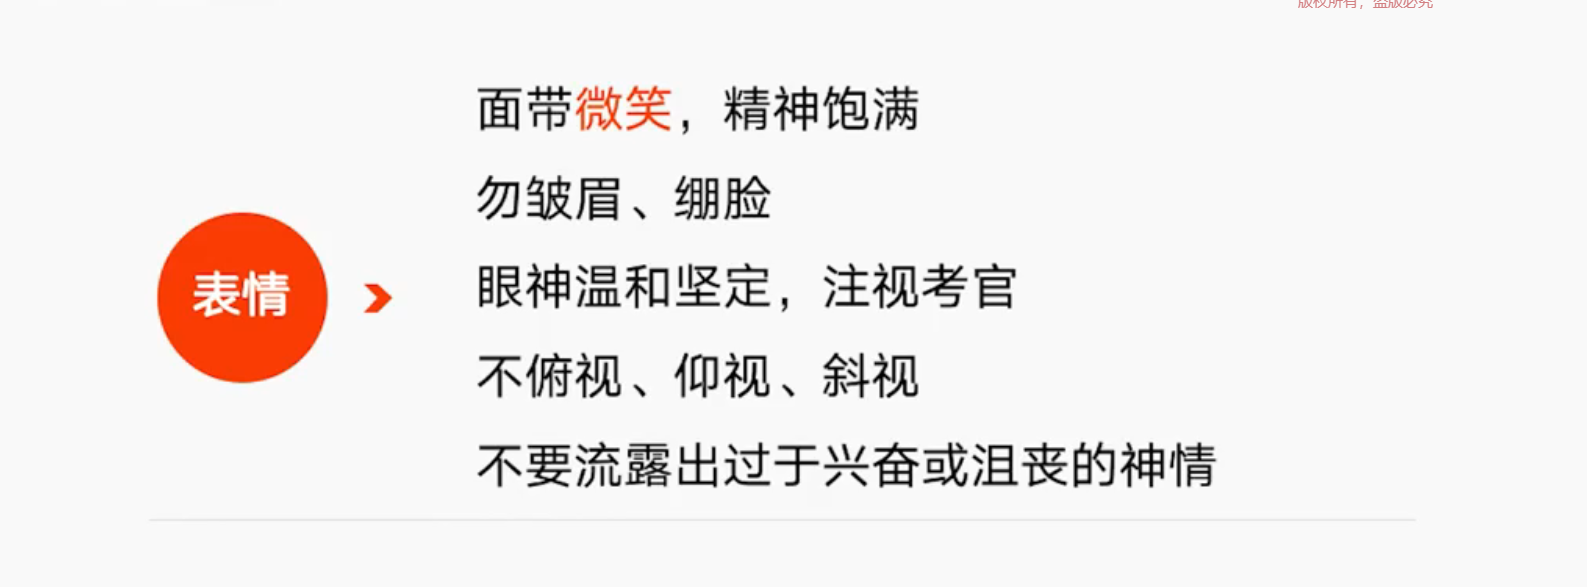 版权所有，盗版必究
面带微笑，精神饱满
勿皱眉、绷脸
表情
眼神温和坚定，注视考官
不俯视、仰视、斜视
不要流露出过于兴奋或沮丧的神情